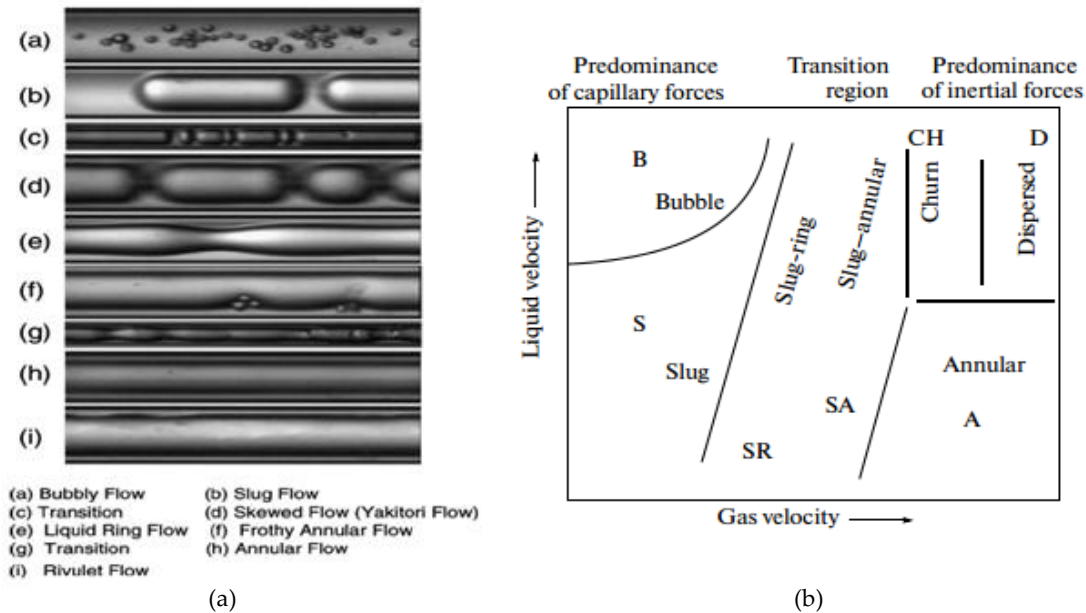 (a)
(b)
(c)
(d)
(e)
(f)
(g)
(h)
(i)
(a) Bubbly Flow (b) Slug Flow
(c) Transition (d) Skewed Flow (Yakitori Flow)
(e) Liquid Ring Flow (f) Frothy Annular Flow
(g) Transition (h) Annular Flow
(i) Rivulet Flow
(a)
Predominance
of capillary forces
Transition
region
Predominance
of inertial forces
B
Bubble
CH
D
Churn
Dispersed
Slug-ring
Slug–annular
S
Slug
SR
SA
Annular
A
Liquid velocity
Gas velocity
(b)